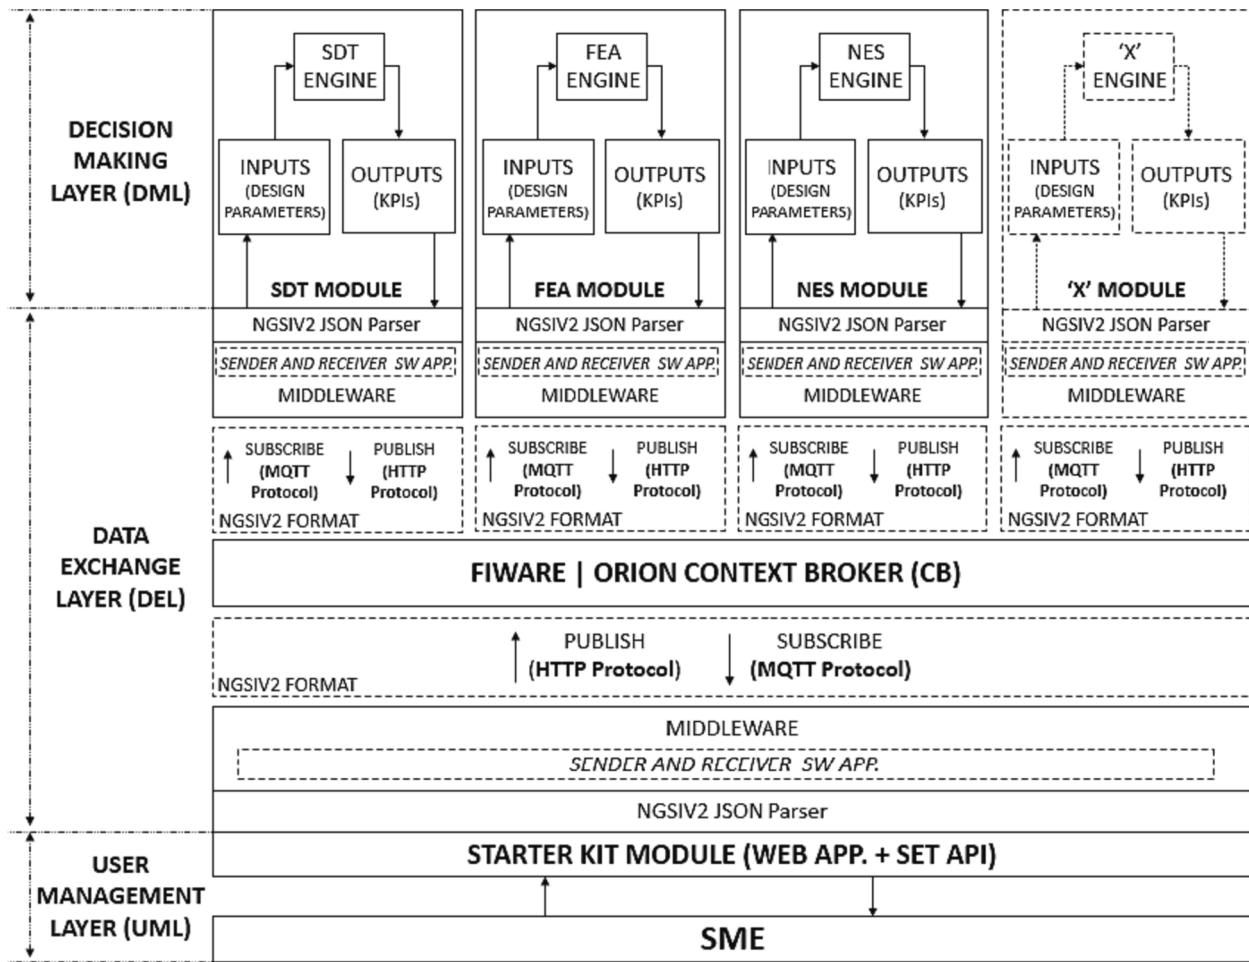 DECISION
MAKING
LAYER (DML)
SDT
ENGINE
INPUTS
(DESIGN
PARAMETERS)
OUTPUTS
(KPIs)
SDT MODULE
FEA
ENGINE
INPUTS
(DESIGN
PARAMETERS)
OUTPUTS
(KPIs)
FEA MODULE
NES
ENGINE
INPUTS
(DESIGN
PARAMETERS)
OUTPUTS
(KPIs)
NES MODULE
‘X’
ENGINE
INPUTS
(DESIGN
PARAMETERS)
OUTPUTS
(KPIs)
‘X’ MODULE
DATA
EXCHANGE
LAYER (DEL)
NGSIV2 JSON Parser
SENDER AND RECEIVER SW APP.
MIDDLEWARE
SUBSCRIBE
(MQTT
Protocol)
PUBLISH
(HTTP
Protocol)
NGSIV2 FORMAT
NGSIV2 JSON Parser
SENDER AND RECEIVER SW APP.
MIDDLEWARE
SUBSCRIBE
(MQTT
Protocol)
PUBLISH
(HTTP
Protocol)
NGSIV2 FORMAT
NGSIV2 JSON Parser
SENDER AND RECEIVER SW APP.
MIDDLEWARE
SUBSCRIBE
(MQTT
Protocol)
PUBLISH
(HTTP
Protocol)
NGSIV2 FORMAT
NGSIV2 JSON Parser
SENDER AND RECEIVER SW APP.
MIDDLEWARE
SUBSCRIBE
(MQTT
Protocol)
PUBLISH
(HTTP
Protocol)
NGSIV2 FORMAT
FIWARE | ORION CONTEXT BROKER (CB)
PUBLISH
(HTTP Protocol)
SUBSCRIBE
(MQTT Protocol)
NGSIV2 FORMAT
MIDDLEWARE
SENDER AND RECEIVER SW APP.
NGSIV2 JSON Parser
USER
MANAGEMENT
LAYER (UML)
STARTER KIT MODULE (WEB APP. + SET API)
SME